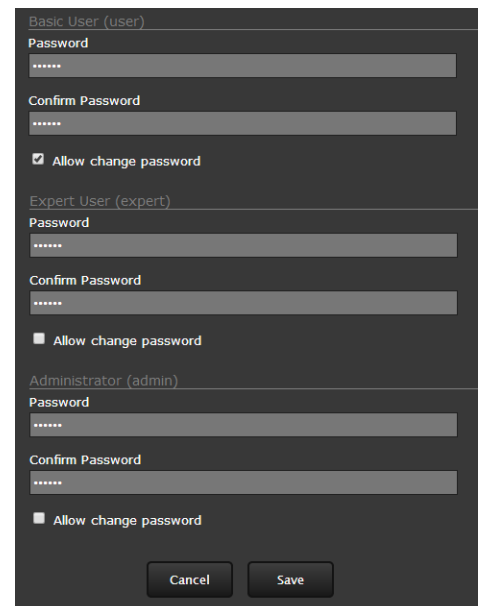 Basic User (user)
Password
••••••
Confirm Password
••••••
Allow change password
Expert User (expert)
Password
••••••
Confirm Password
••••••
Allow change password
Administrator (admin)
Password
••••••
Confirm Password
••••••
Allow change password
Cancel Save